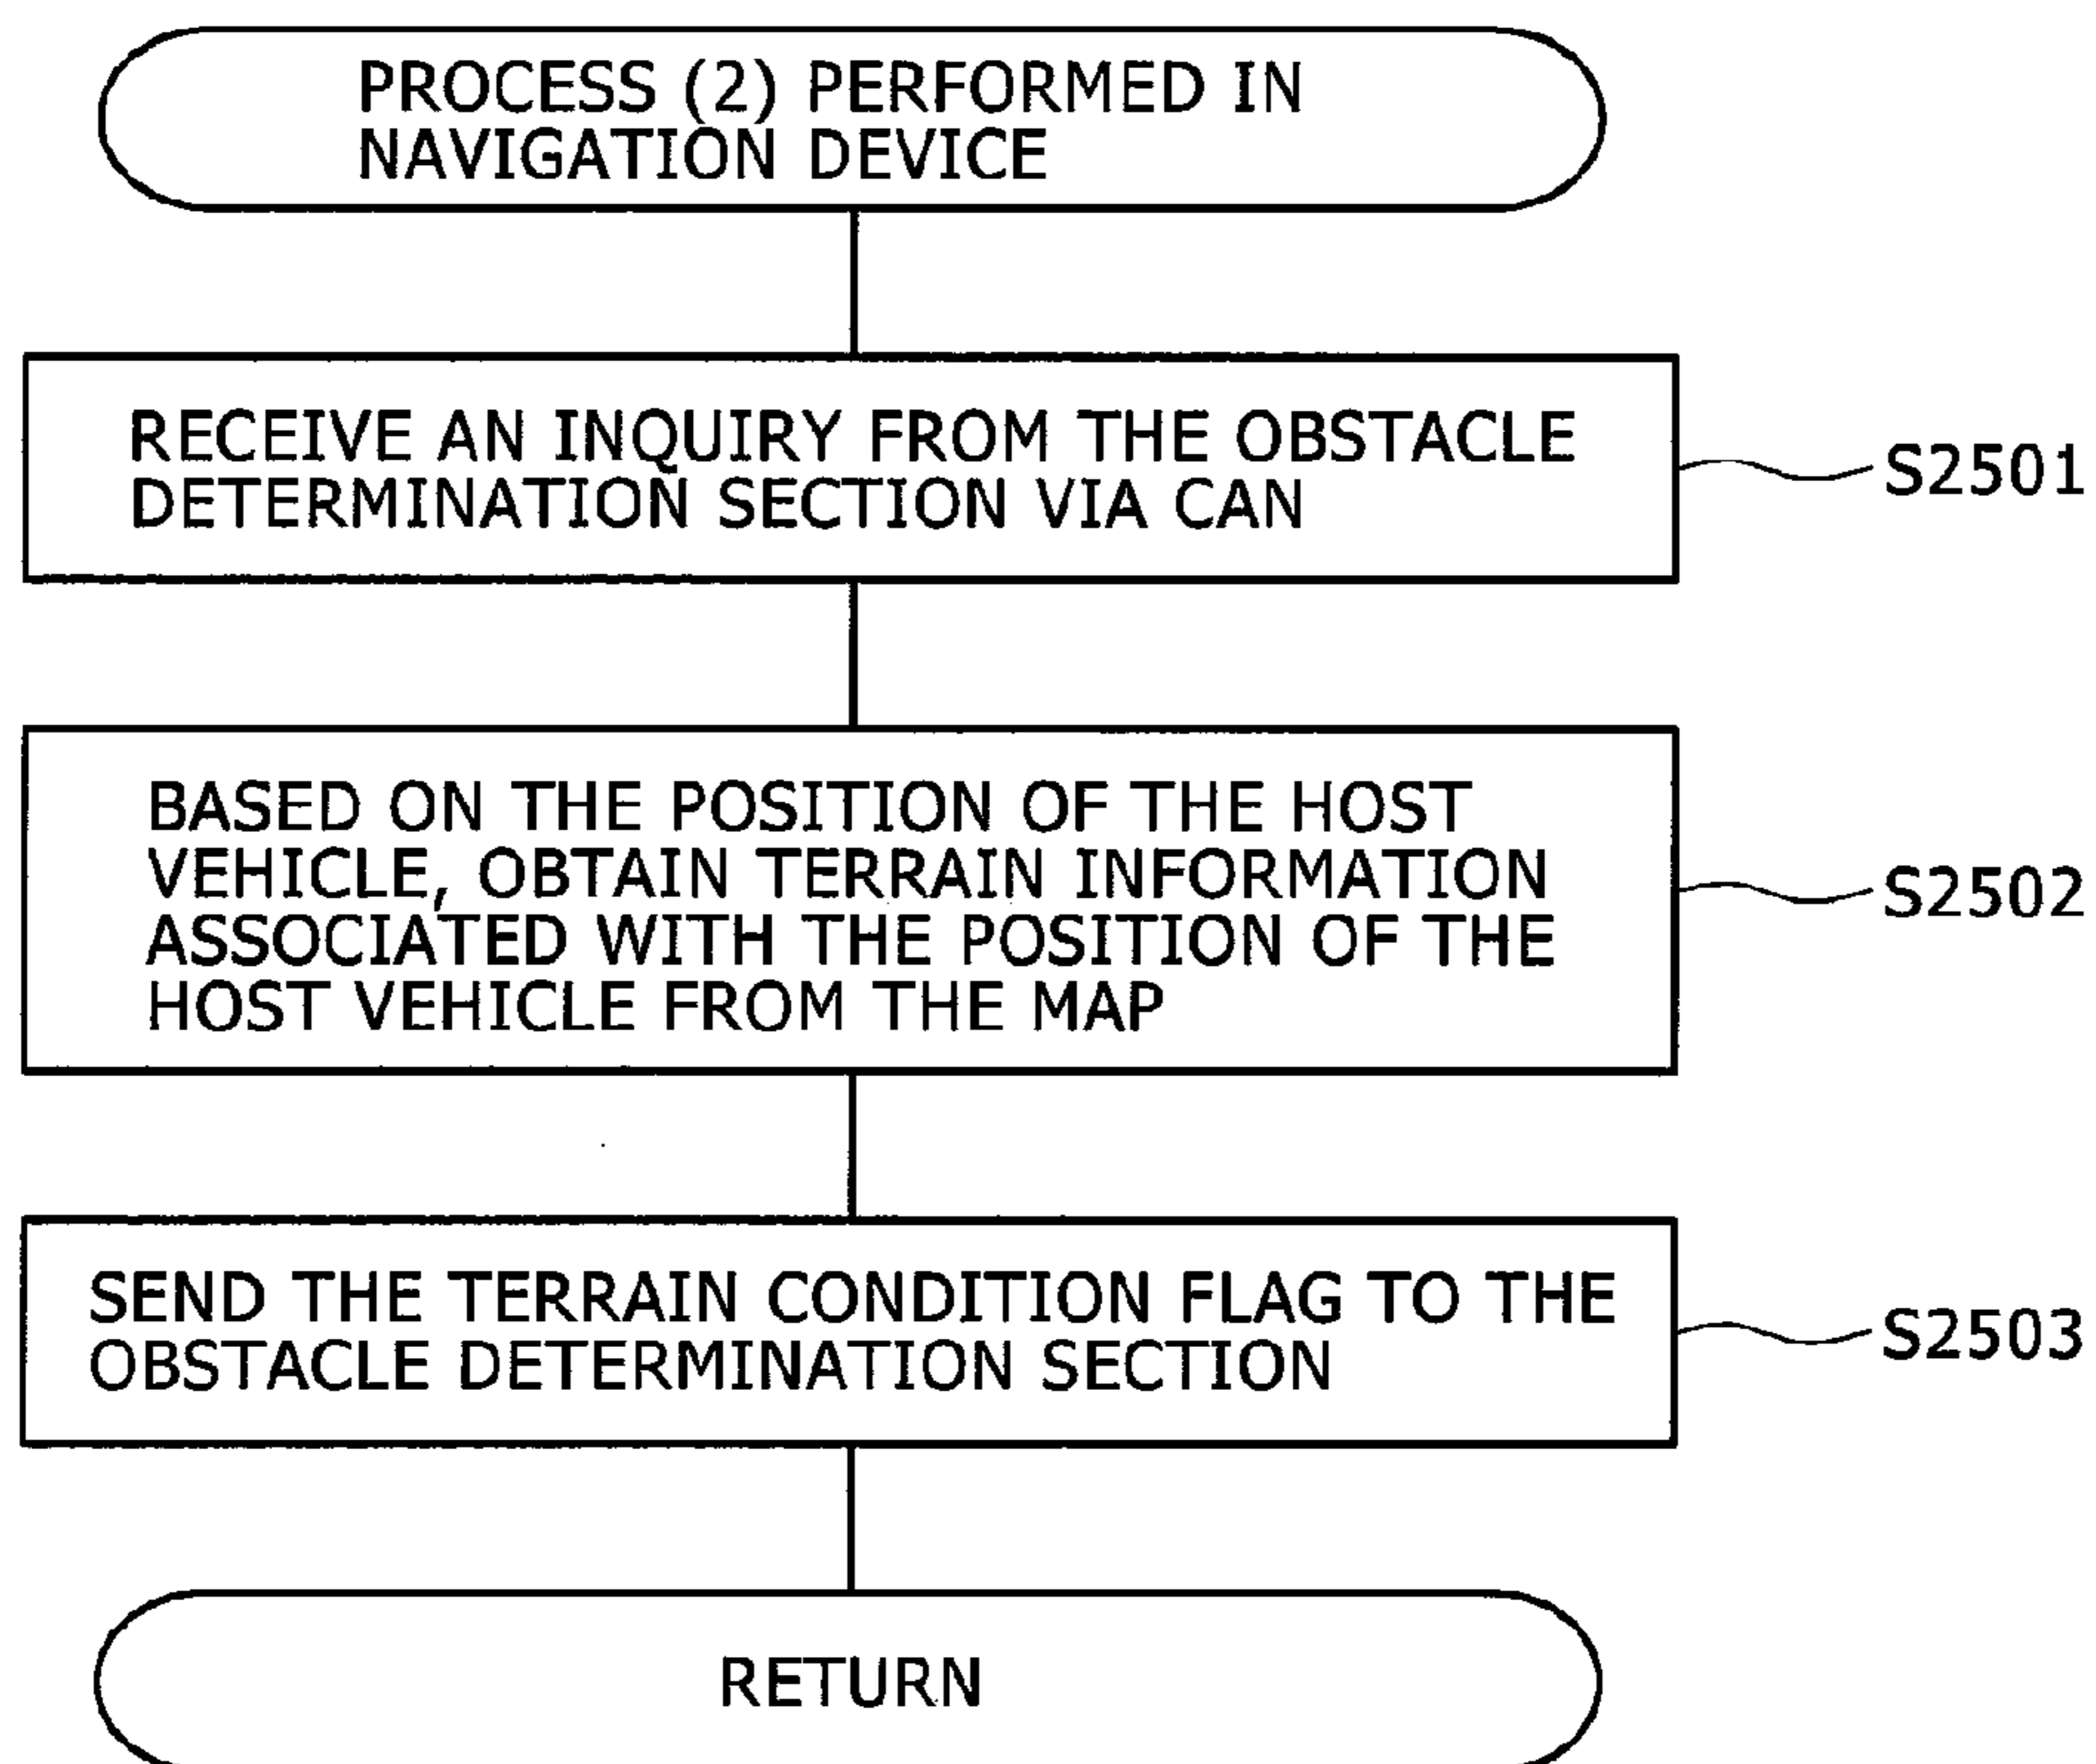 PROCESS (2) PERFORMED IN
NAVIGATION DEVICE
RECEIVE AN INQUIRY FROM THE OBSTACLE
DETERMINATION SECTION VIA CAN
S2501
BASED ON THE POSITION OF THE HOST
VEHICLE, OBTAIN TERRAIN INFORMATION
ASSOCIATED WITH THE POSITION OF THE
HOST VEHICLE FROM THE MAP
S2502
SEND THE TERRAIN CONDITION FLAG TO THE
OBSTACLE DETERMINATION SECTION
S2503
RETURN